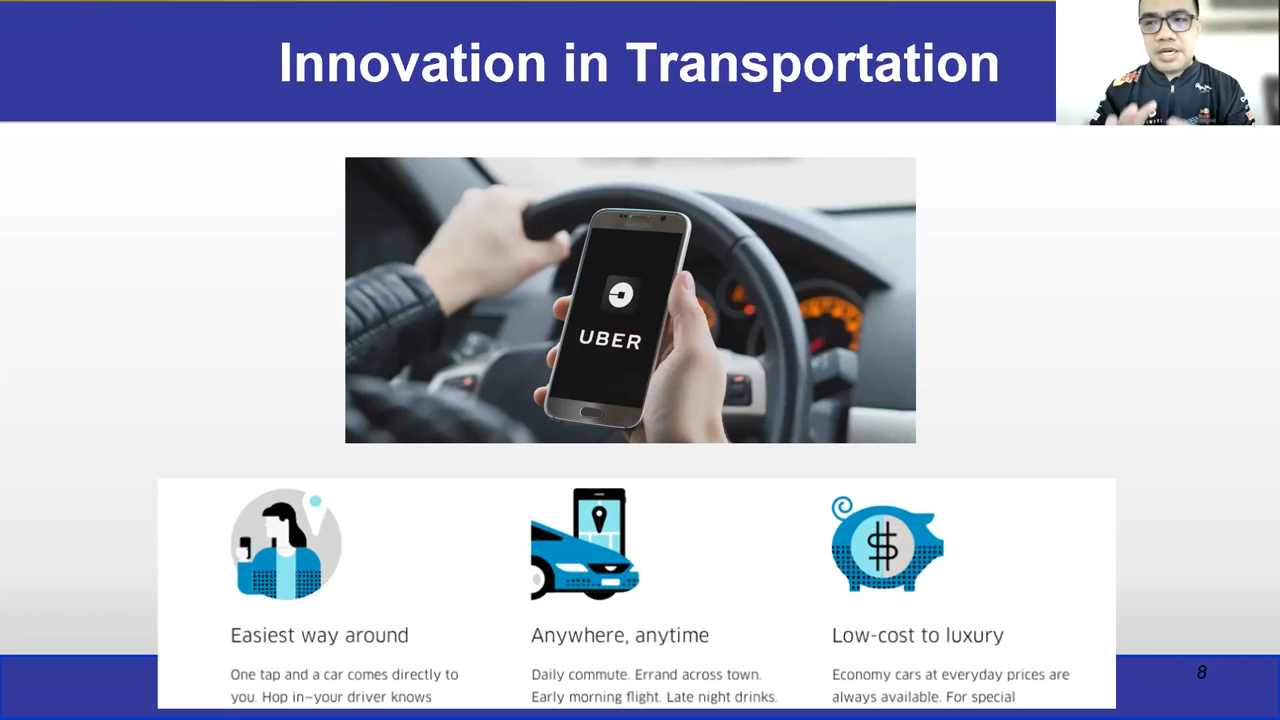 Innovation in Transportation
UBER
Easiest way around
One tap and a car comes directly to
you. Hop in–your driver knows
Anywhere, anytime
Daily commute. Errand across town.
Early morning flight. Late night drinks.
Low-cost to luxury
Economy cars at everyday prices are
always available. For special
8